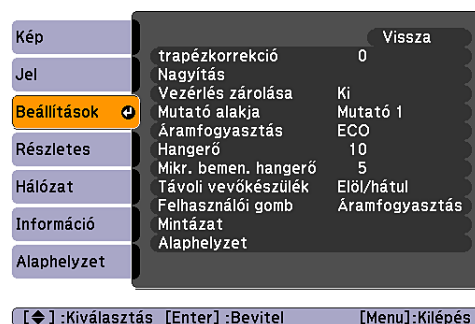 Kép
Jel
Beállítások
Részletes
Hálózat
Információ
Alaphelyzet
Vissza
trapézkorrekció 0
Nagyítás
Vezérlés zárolása Ki
Mutató alakja Mutató 1
Áramfogyasztás ECO
Hangerő 10
Mikr. bemen. hangerő 5
Távoli vevőkészülék Elöl/hátul
Felhasználói gomb Áramfogyasztás
Mintázat
Alaphelyzet
[◆] :Kiválasztás [Enter] :Bevitel [Menu]:Kilépés